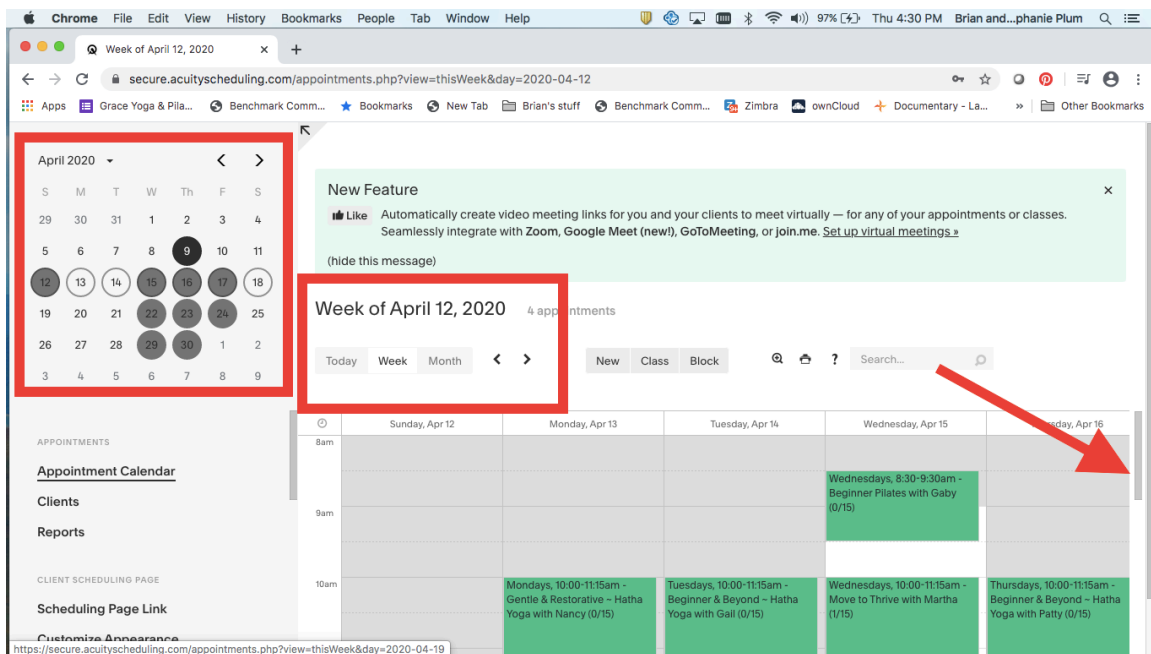 Chrome File Edit View History Bookmarks People Tab Window Help 97% Thu 4:30 PM Brian and...phanie Plum
Week of April 12, 2020 × +
secure.acuityscheduling.com/appointments.php?view=thisWeek&day=2020-04-12
Apps Grace Yoga & Pila... Benchmark Comm... Bookmarks New Tab Brian's stuff Benchmark Comm... Zimbra ownCloud Documentary - La... » Other Bookmarks
April 2020
S M T W Th F S
29 30 31 1 2 3 4
5 6 7 8 9 10 11
12 13 14 15 16 17 18
19 20 21 22 23 24 25
26 27 28 29 30 1 2
3 4 5 6 7 8 9
APPOINTMENTS
Appointment Calendar
Clients
Reports
CLIENT SCHEDULING PAGE
Scheduling Page Link
Customize Appearance
https://secure.acuityscheduling.com/appointments.php?view=thisWeek&day=2020-04-19
New Feature ×
Like Automatically create video meeting links for you and your clients to meet virtually — for any of your appointments or classes.
Seamlessly integrate with Zoom, Google Meet (new!), GoToMeeting, or join.me. Set up virtual meetings »
(hide this message)
Week of April 12, 2020 4 appointments
Today Week Month New Class Block ? Search...
Sunday, Apr 12 Monday, Apr 13 Tuesday, Apr 14 Wednesday, Apr 15 Apr 16
8am
Wednesdays, 8:30-9:30am -
Beginner Pilates with Gaby
(0/15)
9am
10am
Mondays, 10:00-11:15am -
Gentle & Restorative ~ Hatha
Yoga with Nancy (0/15)
Tuesdays, 10:00-11:15am -
Beginner & Beyond ~ Hatha
Yoga with Gail (0/15)
Wednesdays, 10:00-11:15am -
Move to Thrive with Martha
(1/15)
Thursdays, 10:00-11:15am -
Beginner & Beyond ~ Hatha
Yoga with Patty (0/15)